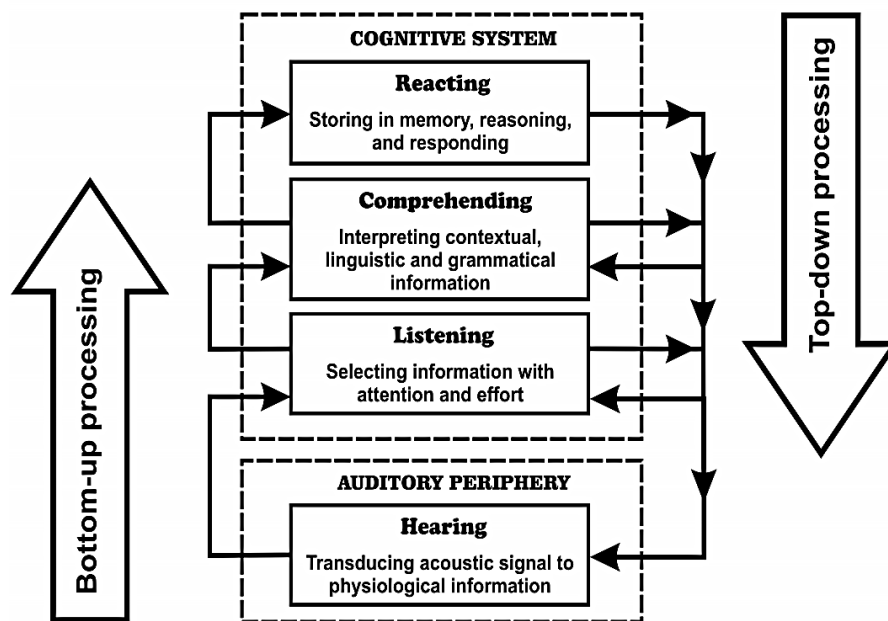 COGNITIVE SYSTEM
Reacting
Storing in memory, reasoning,
and responding
Comprehending
Interpreting contextual,
linguistic and grammatical
information
Listening
Selecting information with
attention and effort
AUDITORY PERIPHERY
Hearing
Transducing acoustic signal to
physiological information
Bottom-up processing
Top-down processing